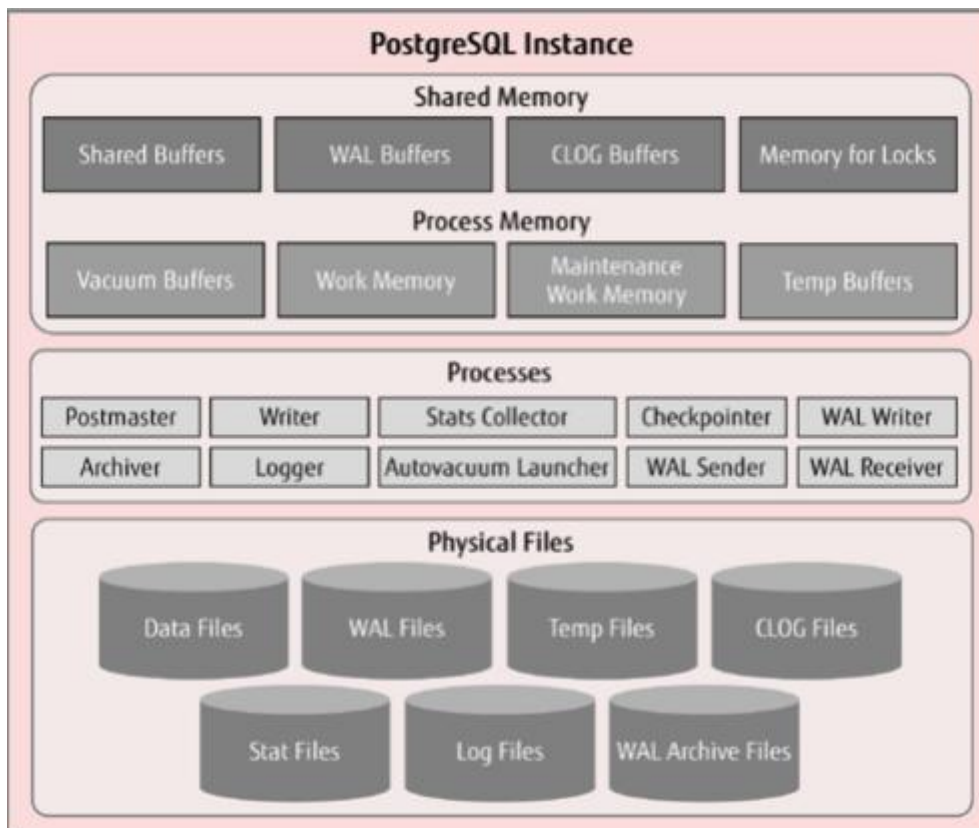 PostgreSQL Instance
Shared Memory
Shared Buffers
WAL Buffers
CLOG Buffers
Memory for Locks
Process Memory
Vacuum Buffers
Work Memory
Maintenance
Work Memory
Temp Buffers
Processes
Postmaster
Writer
Stats Collector
Checkpointer
WAL Writer
Archiver
Logger
Autovacuum Launcher
WAL Sender
WAL Receiver
Physical Files
Data Files
WAL Files
Temp Files
CLOG Files
Stat Files
Log Files
WAL Archive Files